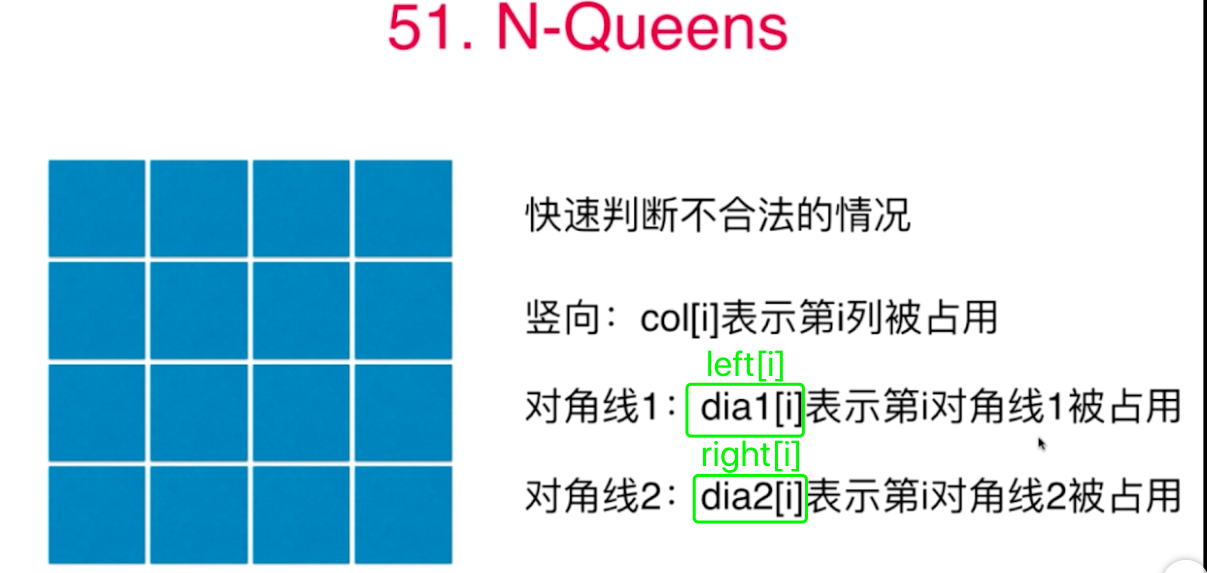 51. N-Queens
快速判断不合法的情况
竖向：col[i]表示第i列被占用
left[i]
对角线1：dia1[i]表示第i对角线1被占用
right[i]
对角线2：dia2[i]表示第i对角线2被占用